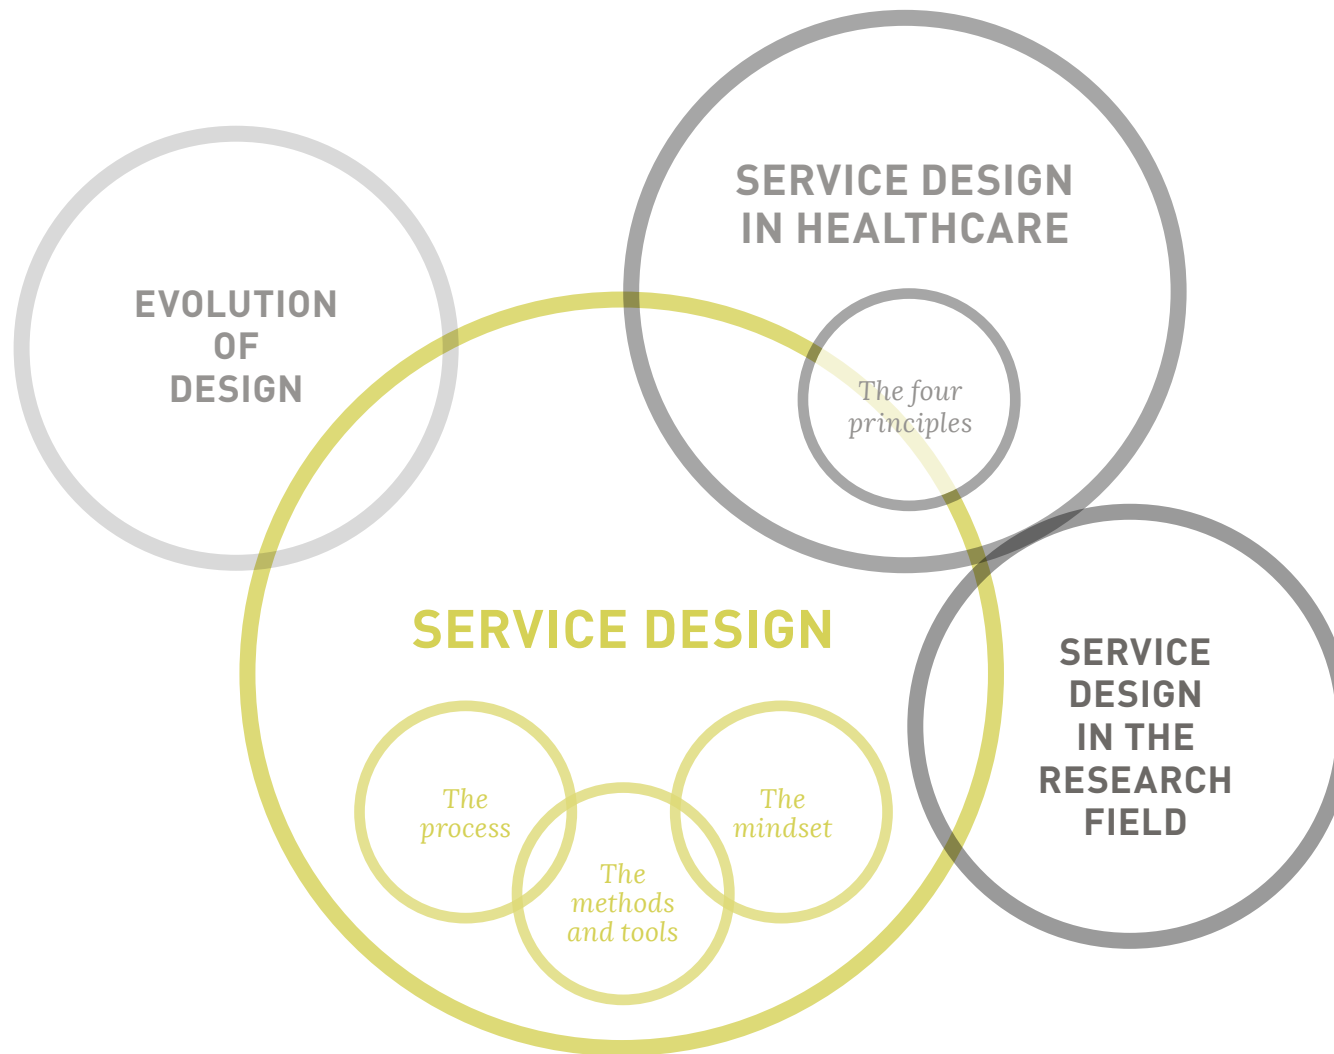 SERVICE DESIGN
IN HEALTHCARE
EVOLUTION
OF
DESIGN
The four
principles
SERVICE DESIGN
SERVICE
DESIGN
IN THE
RESEARCH
FIELD
The
process
The
mindset
The
methods
and tools